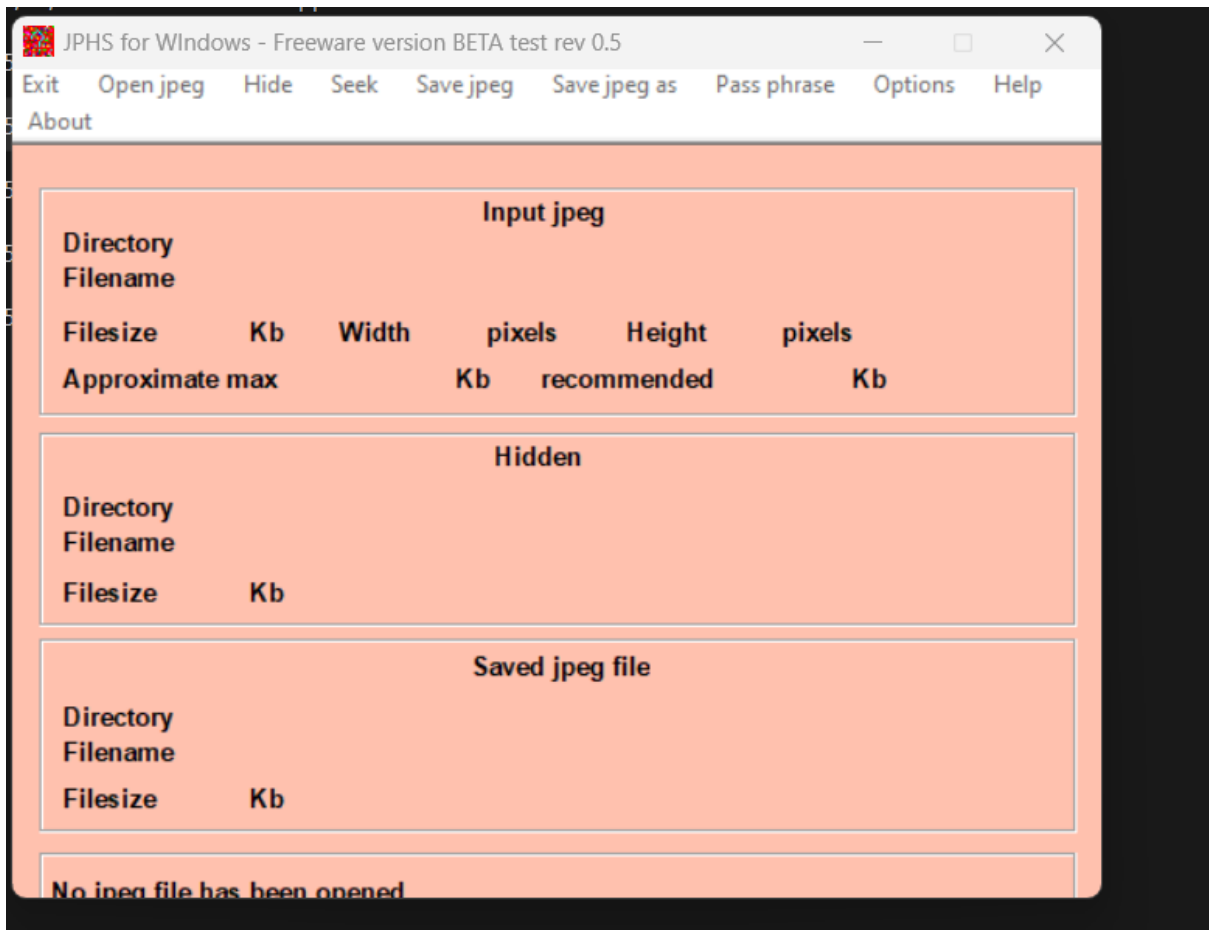 JPHS for WIndows - Freeware version BETA test rev 0.5
Exit Open jpeg Hide Seek Save jpeg Save jpeg as Pass phrase Options Help
About
Input jpeg
Directory
Filename
Filesize Kb Width pixels Height pixels
Approximate max Kb recommended Kb
Hidden
Directory
Filename
Filesize Kb
Saved jpeg file
Directory
Filename
Filesize Kb
No jpeg file has been opened